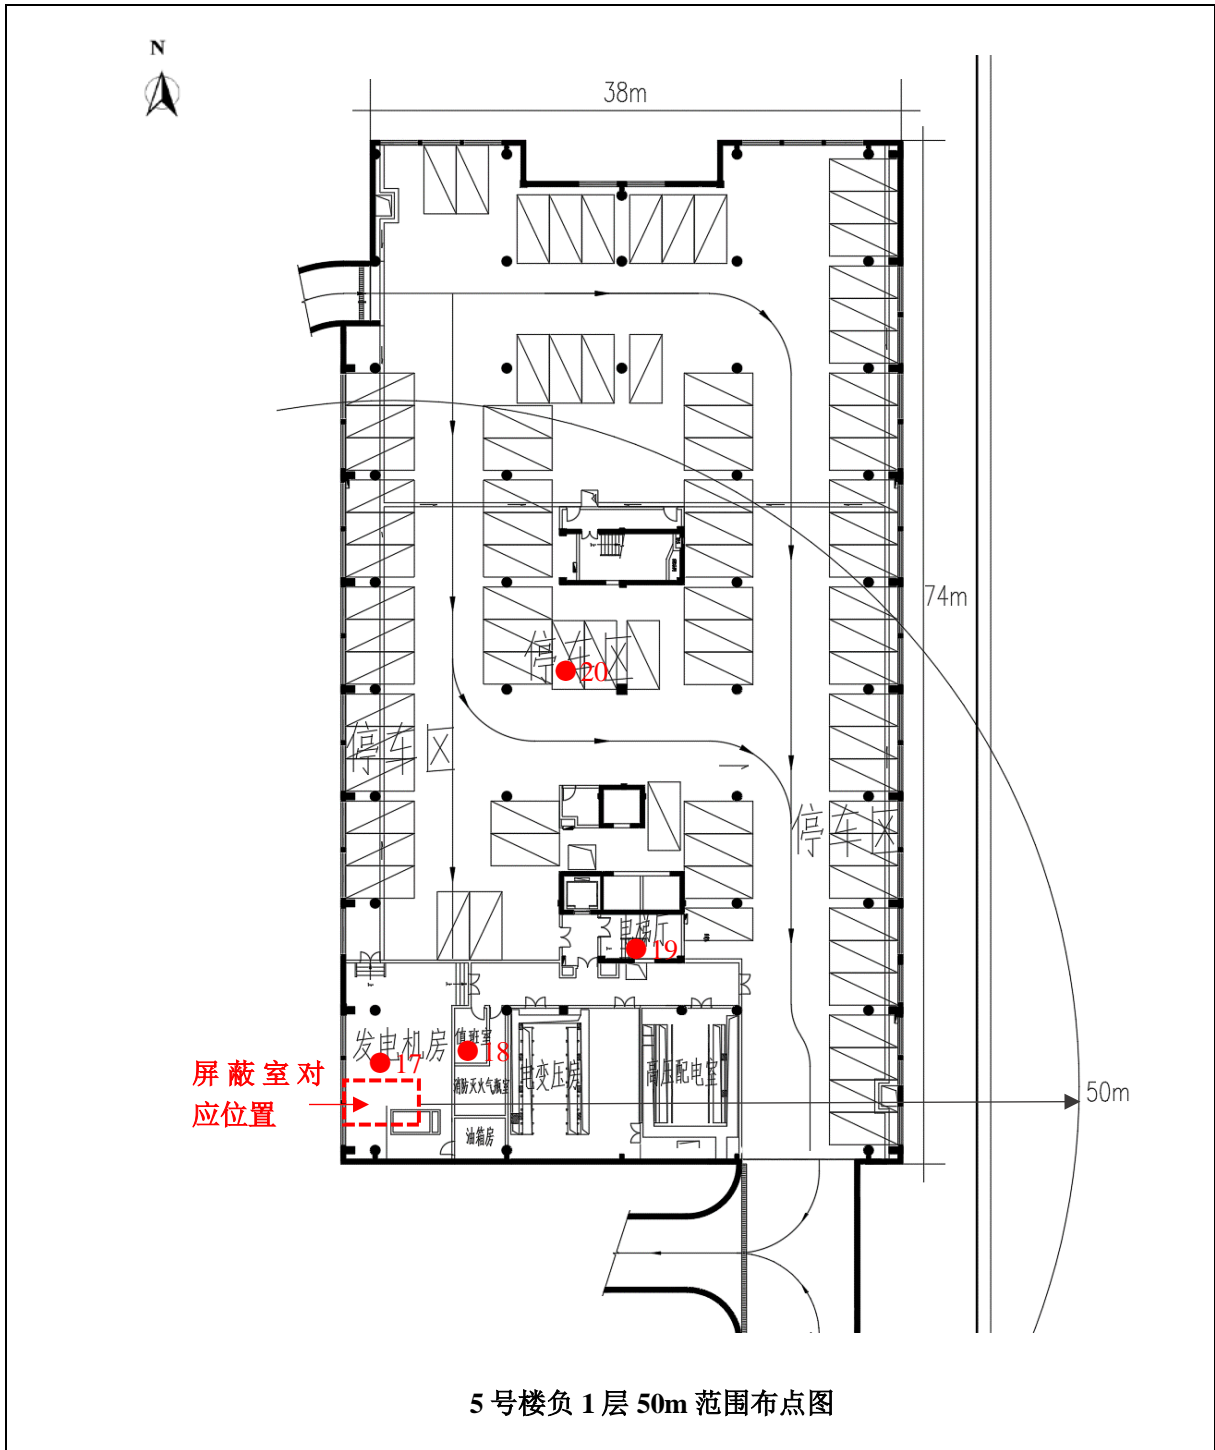 N
38m
74m
停车区
20
停车区
停车区
电梯厅
19
发电机房
17
值班室
18
消防灭火气瓶室
油箱房
电变压房
高压配电室
屏蔽室对
应位置
50m
5号楼负1层50m范围布点图